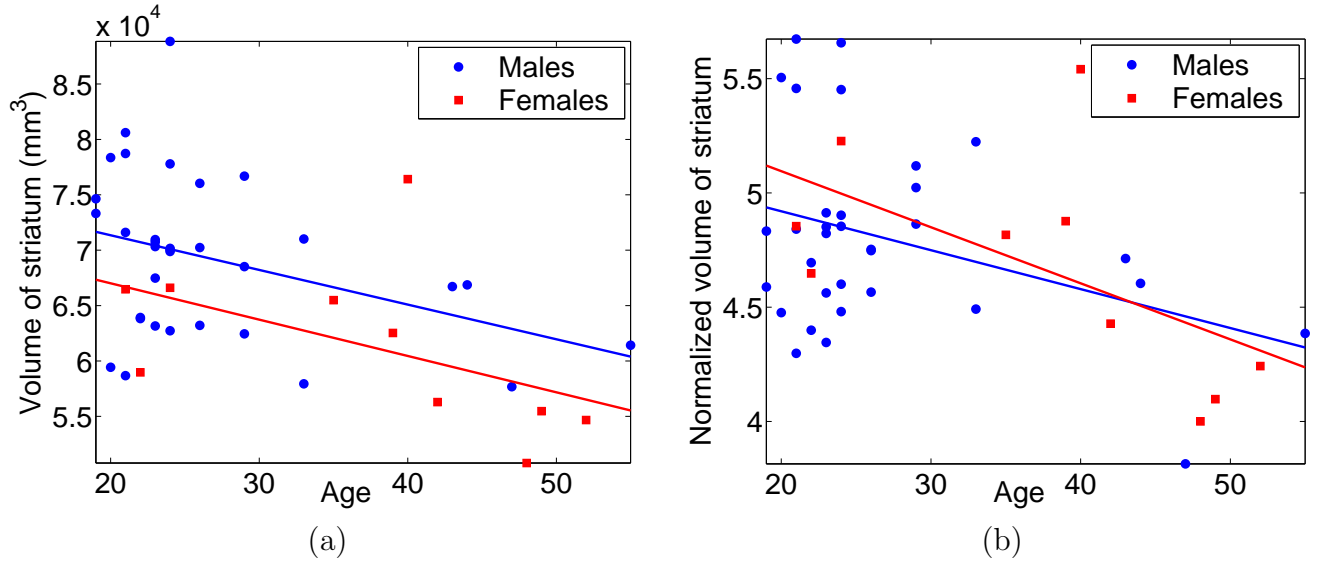 x 10^4
Volume of striatum (mm^3)
8.5
8
7.5
7
6.5
6
5.5
20
30
40
50
Age
Males
Females
(a)
Normalized volume of striatum
5.5
5
4.5
4
20
30
40
50
Age
Males
Females
(b)